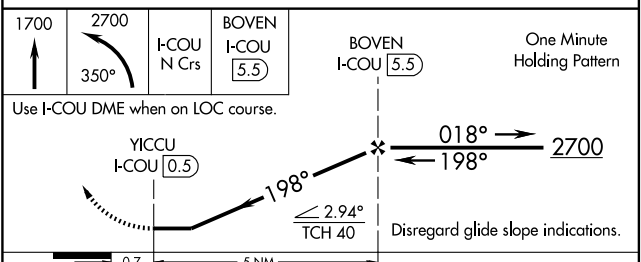 1700
2700
350°
I-COU
N Crs
BOVEN
I-COU
5.5
BOVEN
I-COU 5.5
One Minute
Holding Pattern
Use I-COU DME when on LOC course.
YICCU
I-COU 0.5
018°
198°
2700
198°
2.94°
TCH 40
Disregard glide slope indications.
0.7
5 NM